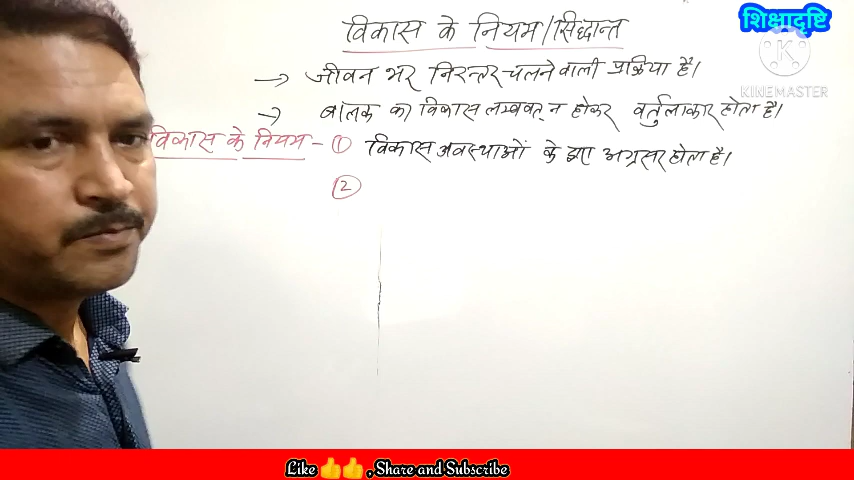 शिक्षादृष्टि
विकास के नियम/सिद्धान्त
KINEMASTER
→ जीवन भर निरन्तर चलने वाली प्रक्रिया है।
→ बालक का विकास लम्बवत् न होकर वर्तुलाकार होता है।
विकास के नियम - ① विकास अवस्थाओं के द्वारा अग्रसर होता है।
②
Like 👍👍 , Share and Subscribe